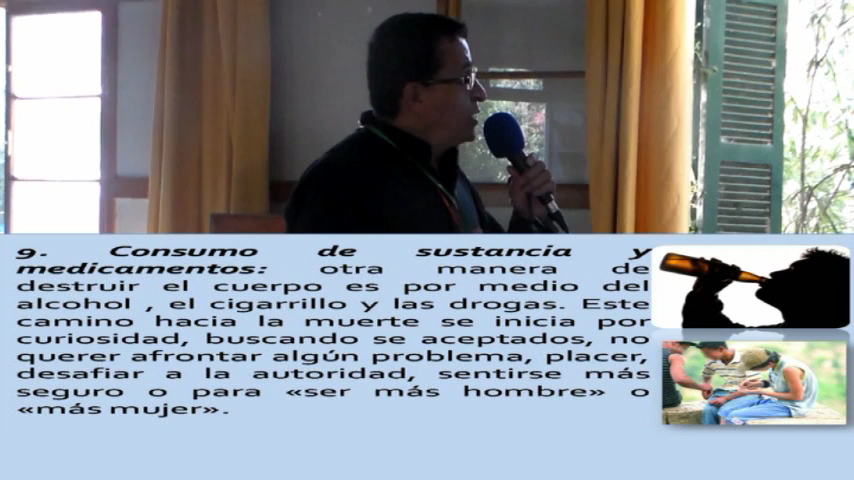 9. Consumo de sustancia y
medicamentos: otra manera de
destruir el cuerpo es por medio del
alcohol , el cigarrillo y las drogas. Este
camino hacia la muerte se inicia por
curiosidad, buscando se aceptados, no
querer afrontar algún problema, placer,
desafiar a la autoridad, sentirse más
seguro o para «ser más hombre» o
«más mujer».